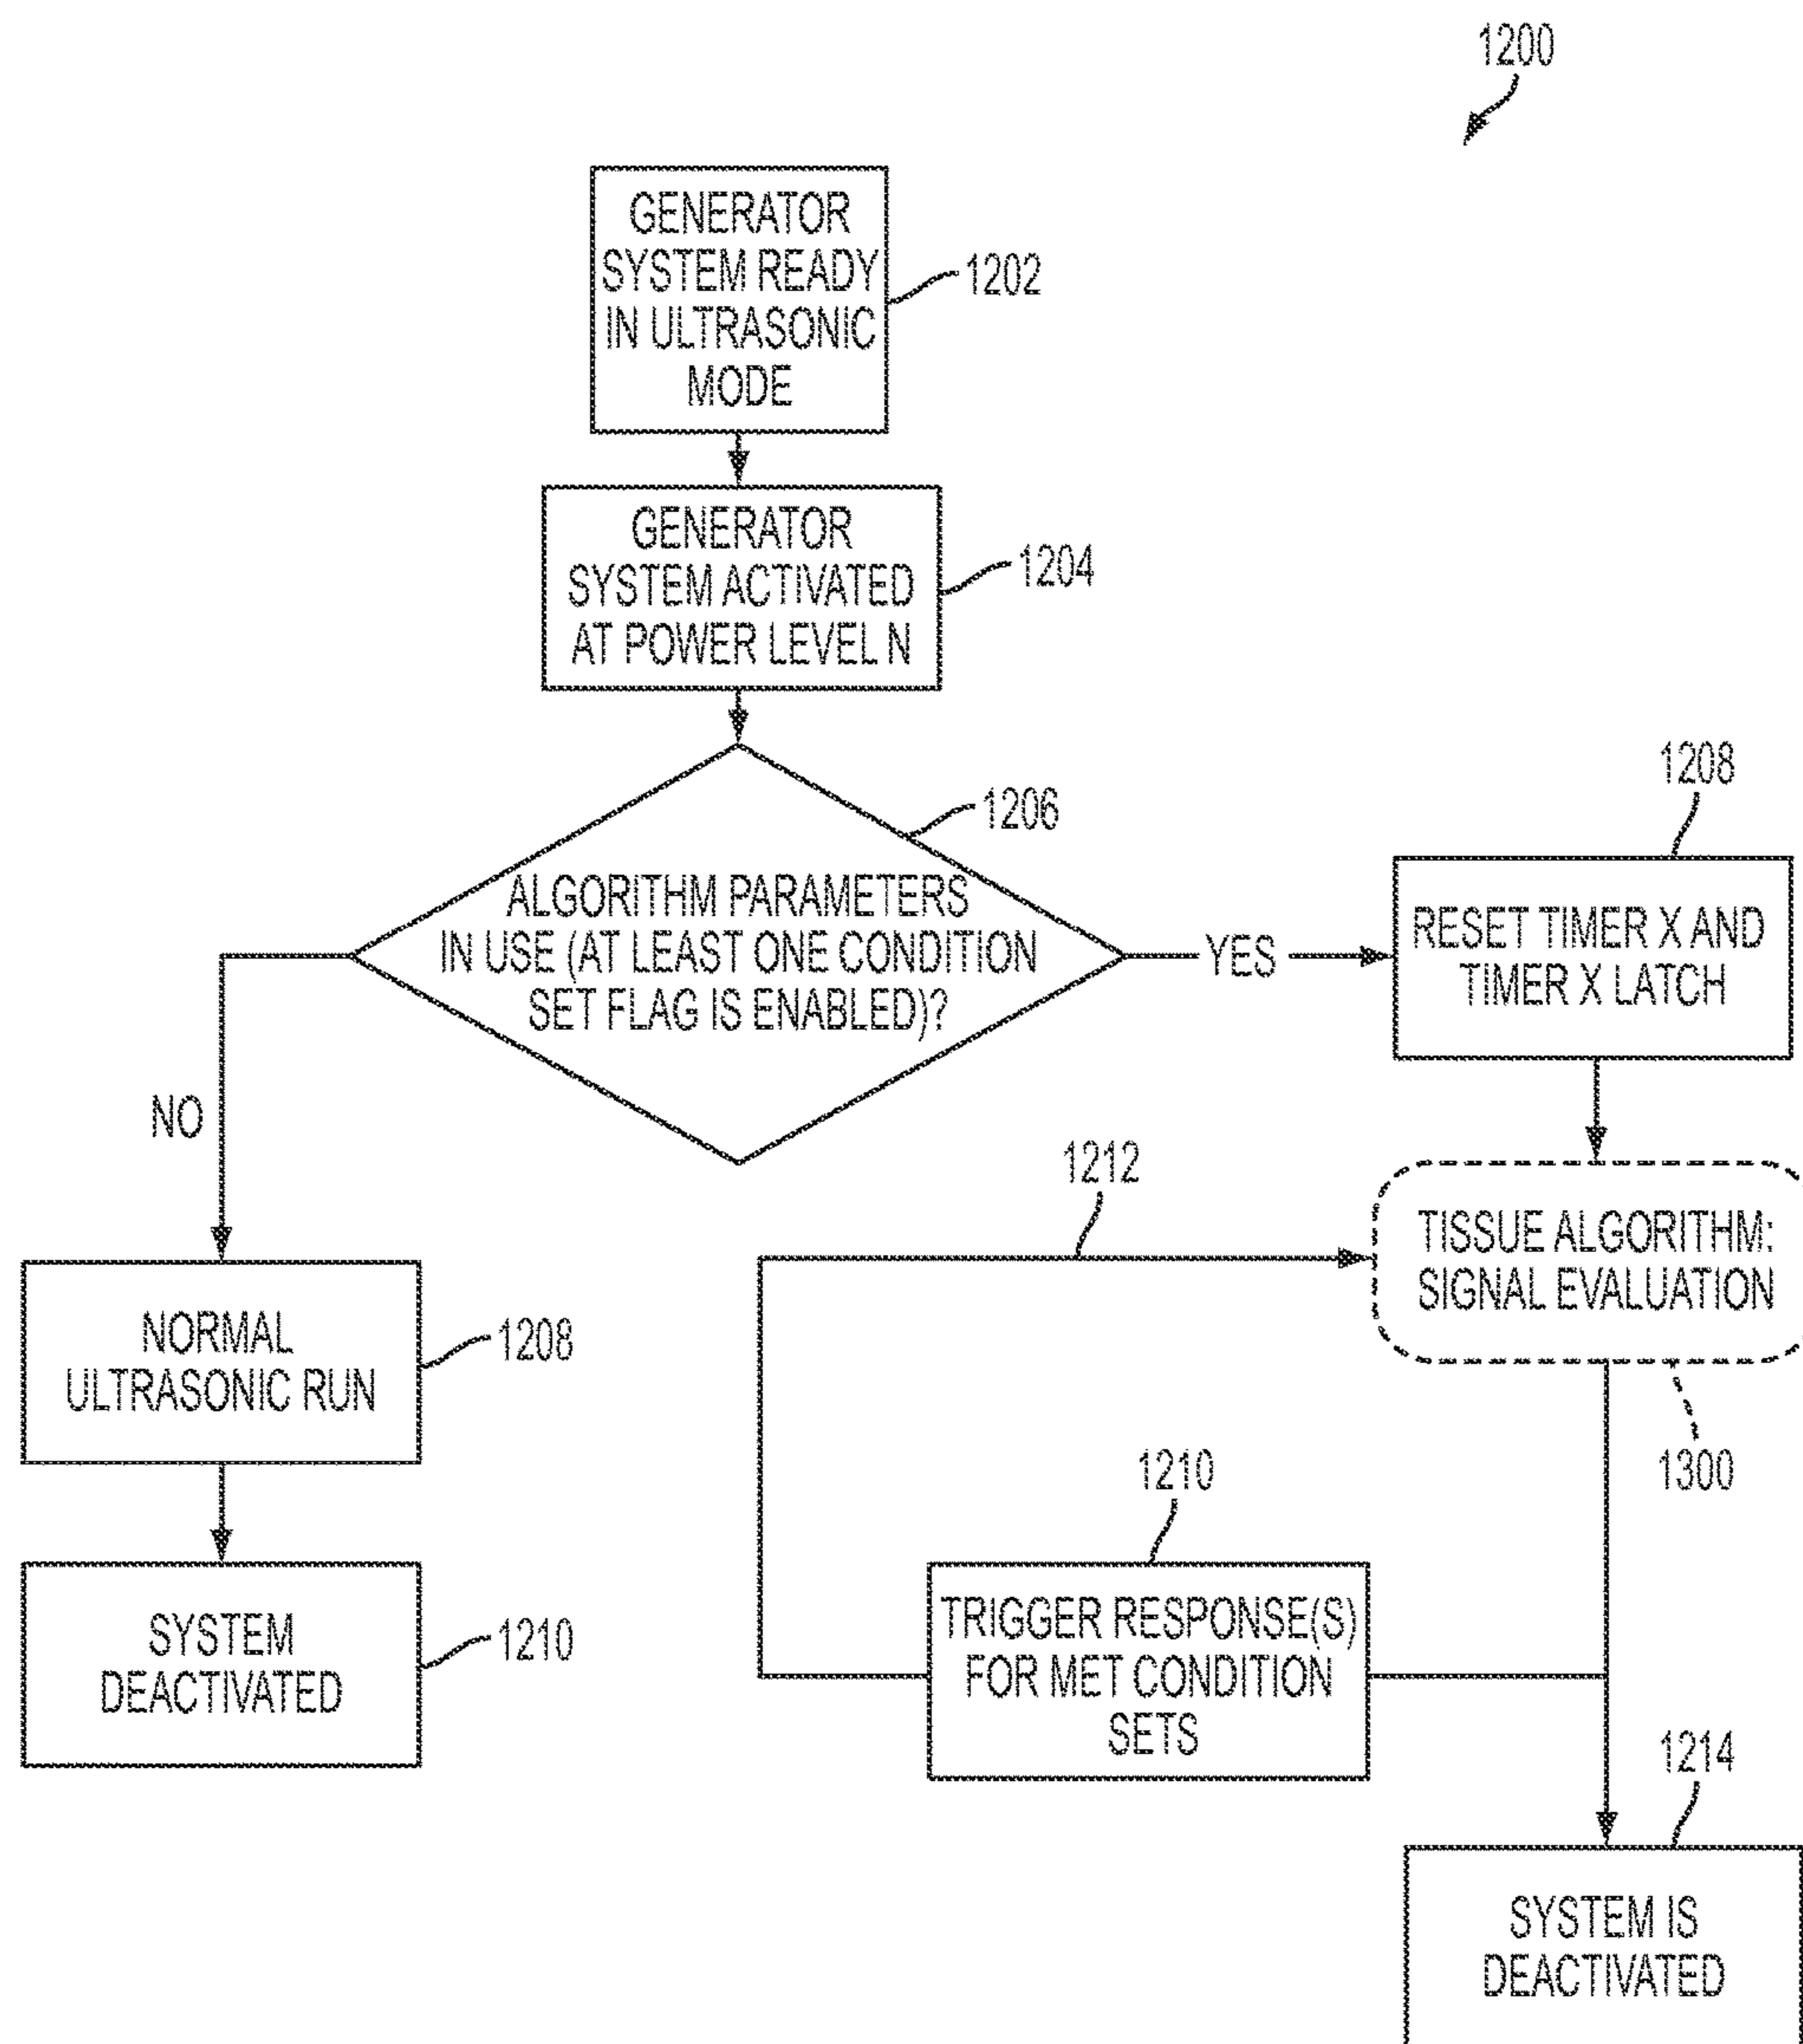 1200
GENERATOR
SYSTEM READY
IN ULTRASONIC
MODE
1202
GENERATOR
SYSTEM ACTIVATED
AT POWER LEVEL N
1204
1206
ALGORITHM PARAMETERS
IN USE (AT LEAST ONE CONDITION
SET FLAG IS ENABLED)?
YES
1208
RESET TIMER X AND
TIMER X LATCH
NO
1212
TISSUE ALGORITHM:
SIGNAL EVALUATION
1300
NORMAL
ULTRASONIC RUN
1208
1210
TRIGGER RESPONSE(S)
FOR MET CONDITION
SETS
SYSTEM
DEACTIVATED
1210
1214
SYSTEM IS
DEACTIVATED